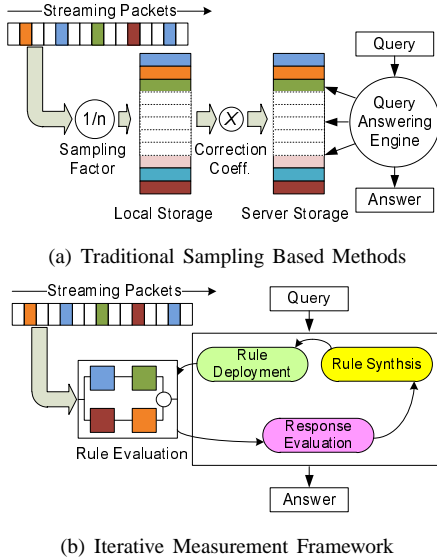 Streaming Packets
Query
1/n
X
Query
Answering
Engine
Sampling
Factor
Correction
Coeff.
Local Storage
Server Storage
Answer
(a) Traditional Sampling Based Methods
Streaming Packets
Query
Rule
Deployment
Rule Synthsis
Response
Evaluation
Rule Evaluation
Answer
(b) Iterative Measurement Framework